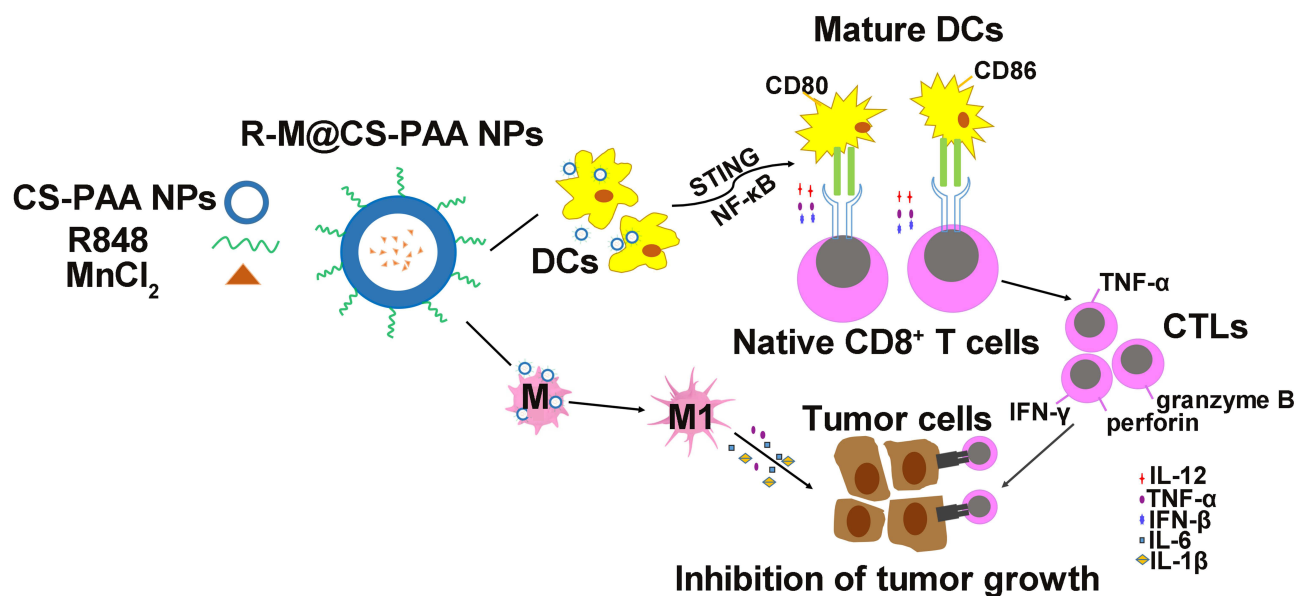 Mature DCs
CD80
CD86
R-M@CS-PAA NPs
STING
NF-κB
CS-PAA NPs
R848
MnCl₂
DCs
TNF-α
CTLs
Native CD8⁺ T cells
M
M1
Tumor cells
IFN-γ
perforin
granzyme B
IL-12
TNF-α
IFN-β
IL-6
IL-1β
Inhibition of tumor growth